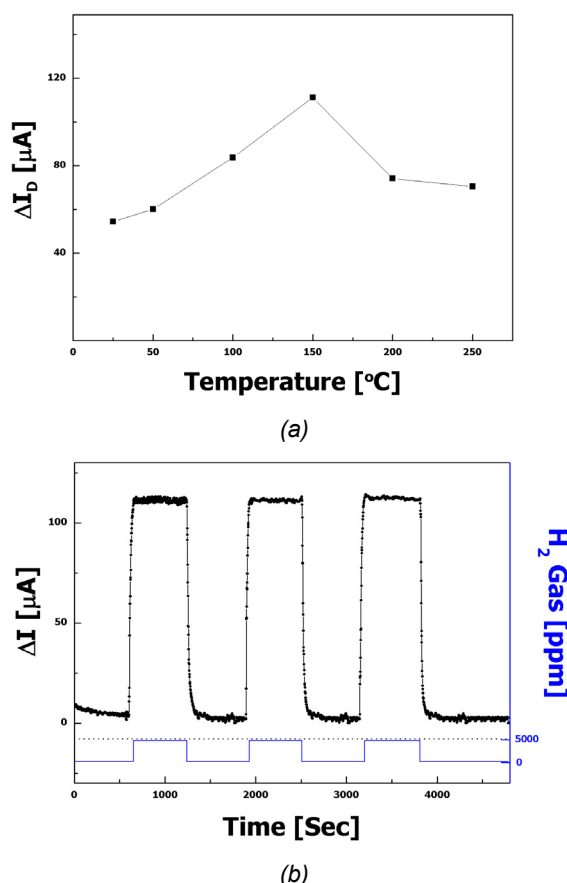 120
80
40
ΔI_D [μA]
0 50 100 150 200 250
Temperature [°C]
(a)
100
50
0
ΔI [μA]
H₂ Gas [ppm]
5000
0
0 1000 2000 3000 4000
Time [Sec]
(b)